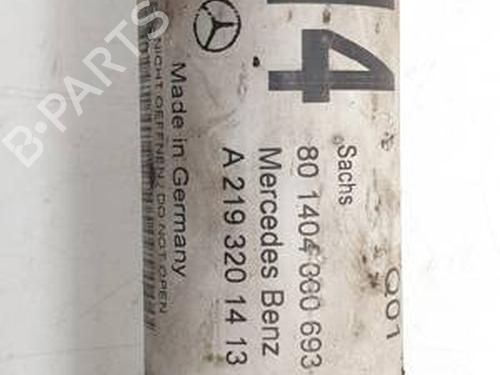 14
Q01
Sachs
80 1404 000 693
Mercedes Benz
A 219 320 14 13
Made in Germany
NICHT OEFFNEN / DO NOT OPEN
B-PARTS